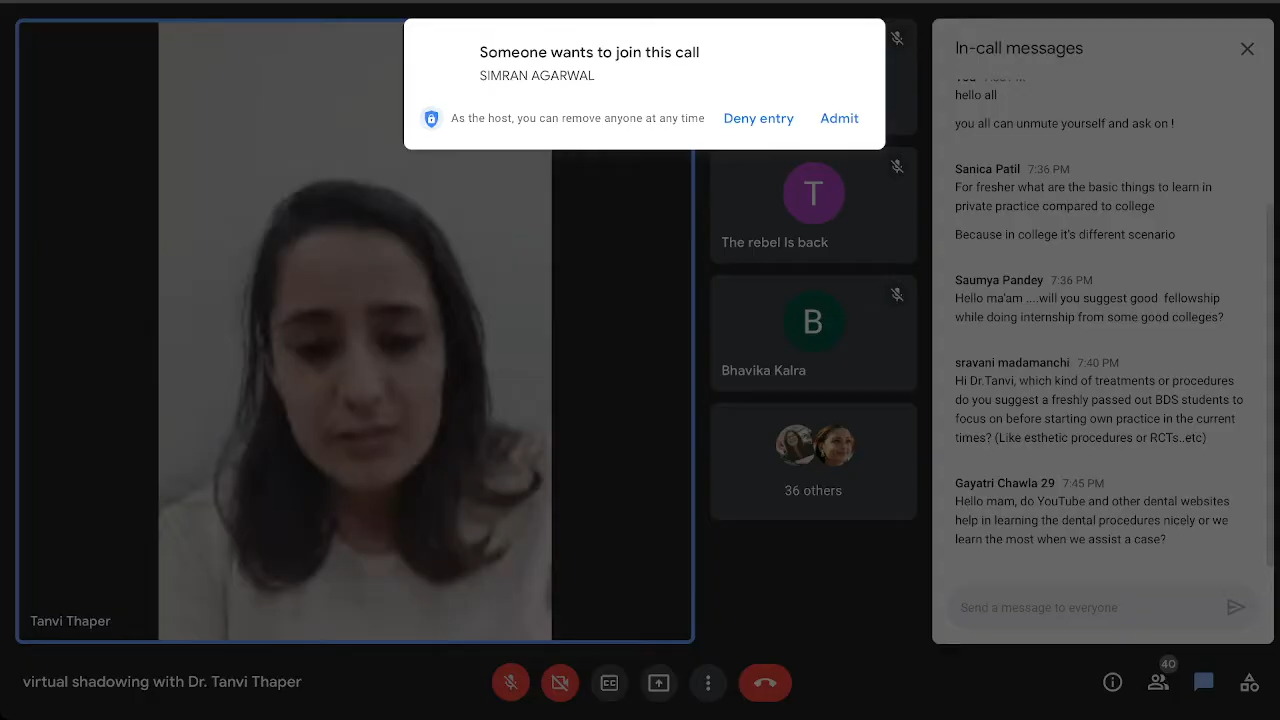 Someone wants to join this call
SIMRAN AGARWAL
As the host, you can remove anyone at any time
Deny entry
Admit
Tanvi Thaper
T
The rebel Is back
B
Bhavika Kalra
36 others
In-call messages
hello all
you all can unmute yourself and ask on !
Sanica Patil 7:36 PM
For fresher what are the basic things to learn in
private practice compared to college
Because in college it's different scenario
Saumya Pandey 7:36 PM
Hello ma'am ....will you suggest good fellowship
while doing internship from some good colleges?
sravani madamanchi 7:40 PM
Hi Dr.Tanvi, which kind of treatments or procedures
do you suggest a freshly passed out BDS students to
focus on before starting own practice in the current
times? (Like esthetic procedures or RCTs..etc)
Gayatri Chawla 29 7:45 PM
Hello mam, do YouTube and other dental websites
help in learning the dental procedures nicely or we
learn the most when we assist a case?
Send a message to everyone
virtual shadowing with Dr. Tanvi Thaper
CC
40